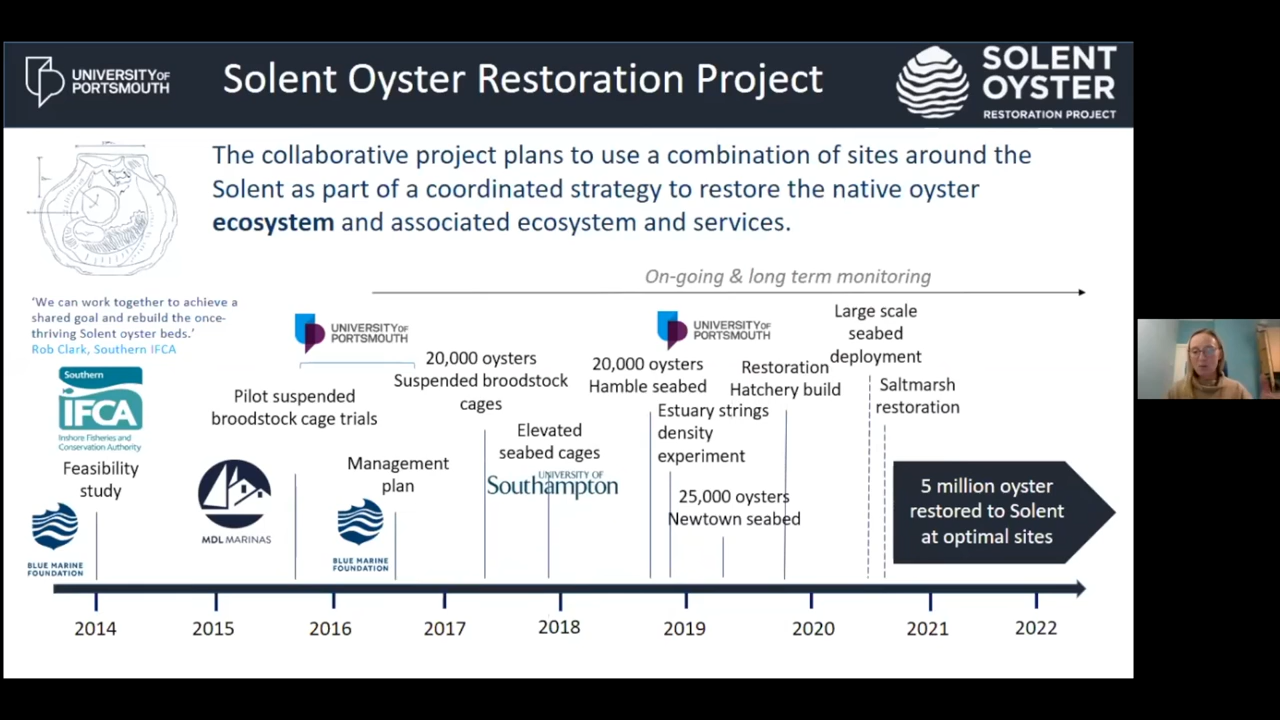 UNIVERSITY OF
PORTSMOUTH
Solent Oyster Restoration Project
SOLENT
OYSTER
RESTORATION PROJECT
The collaborative project plans to use a combination of sites around the
Solent as part of a coordinated strategy to restore the native oyster
ecosystem and associated ecosystem and services.
On-going & long term monitoring
'We can work together to achieve a
shared goal and rebuild the once-
thriving Solent oyster beds.'
Rob Clark, Southern IFCA
Southern
IFCA
Inshore Fisheries and
Conservation Authority
Feasibility
study
BLUE MARINE
FOUNDATION
UNIVERSITY OF
PORTSMOUTH
Pilot suspended
broodstock cage trials
MDL MARINAS
Management
plan
BLUE MARINE
FOUNDATION
20,000 oysters
Suspended broodstock
cages
Elevated
seabed cages
UNIVERSITY OF
Southampton
UNIVERSITY OF
PORTSMOUTH
20,000 oysters
Hamble seabed
Estuary strings
density
experiment
25,000 oysters
Newtown seabed
Restoration
Hatchery build
Large scale
seabed
deployment
Saltmarsh
restoration
5 million oyster
restored to Solent
at optimal sites
2014
2015
2016
2017
2018
2019
2020
2021
2022